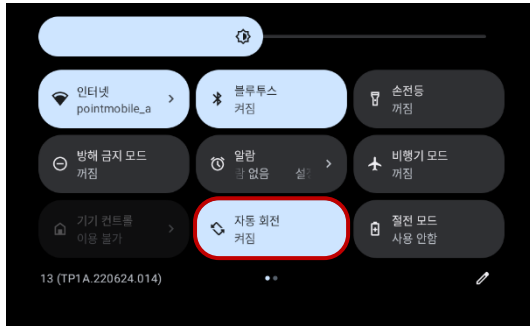 인터넷
pointmobile_a
블루투스
켜짐
손전등
꺼짐
방해 금지 모드
꺼짐
알람
람 없음 설
비행기 모드
꺼짐
기기 컨트롤
이용 불가
자동 회전
켜짐
절전 모드
사용 안함
13 (TP1A.220624.014)